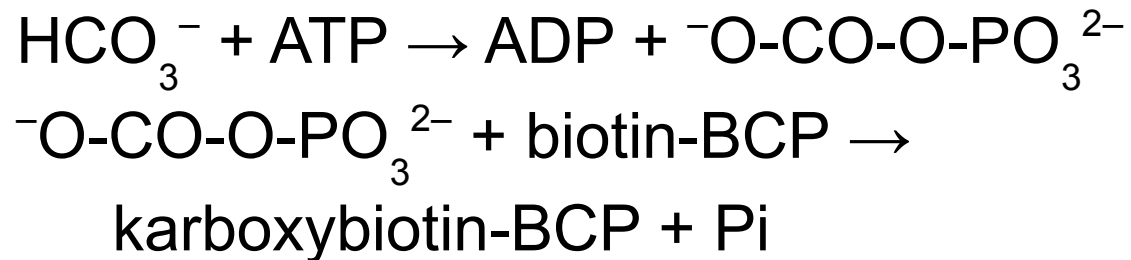 HCO₃⁻ + ATP → ADP + ⁻O-CO-O-PO₃²⁻
⁻O-CO-O-PO₃²⁻ + biotin-BCP →
karboxybiotin-BCP + Pi